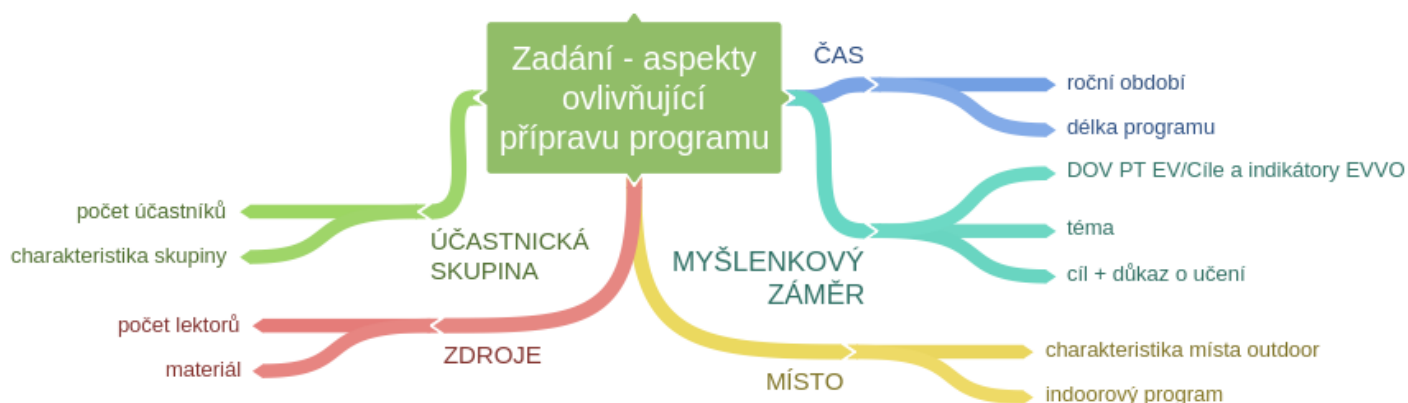 Zadání - aspekty
ovlivňující
přípravu programu
ČAS
roční období
délka programu
MYŠLENKOVÝ
ZÁMĚR
DOV PT EV/Cíle a indikátory EVVO
téma
cíl + důkaz o učení
MÍSTO
charakteristika místa outdoor
indoorový program
ZDROJE
počet lektorů
materiál
ÚČASTNICKÁ
SKUPINA
počet účastníků
charakteristika skupiny